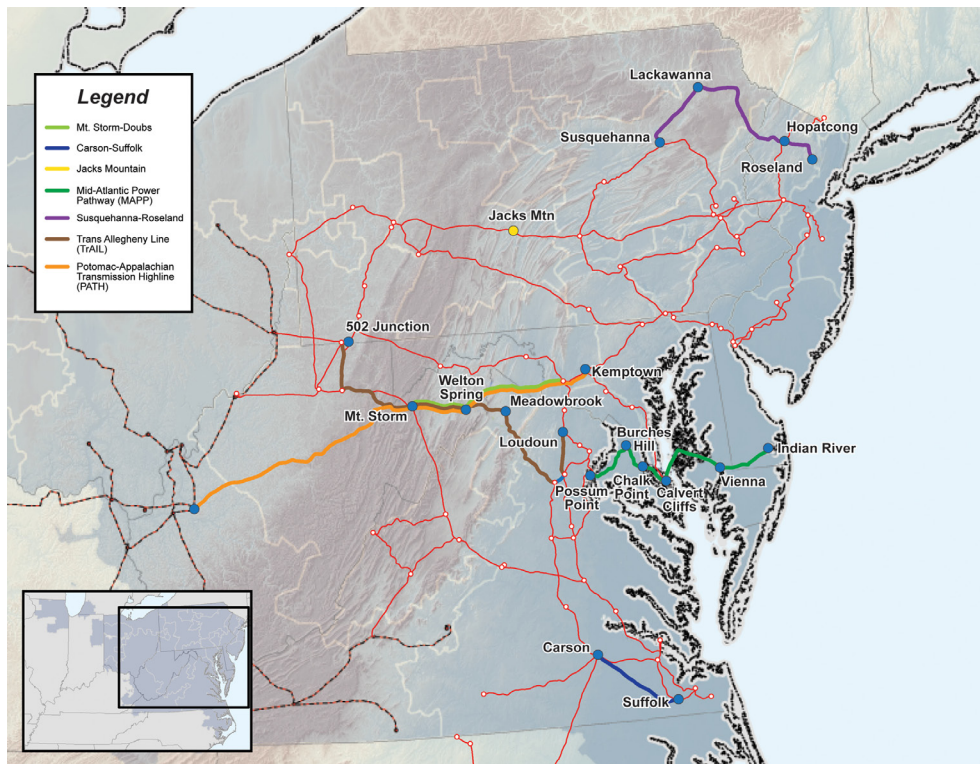 Legend
Mt. Storm-Doubs
Carson-Suffolk
Jacks Mountain
Mid-Atlantic Power
Pathway (MAPP)
Susquehanna-Roseland
Trans Allegheny Line
(TrAIL)
Potomac-Appalachian
Transmission Highline
(PATH)
Lackawanna
Susquehanna
Hopatcong
Roseland
Jacks Mtn
502 Junction
Kemptown
Welton
Spring
Meadowbrook
Mt. Storm
Loudoun
Burches
Hill
Indian River
Possum
Point
Chalk
Point
Calvert
Cliffs
Vienna
Carson
Suffolk